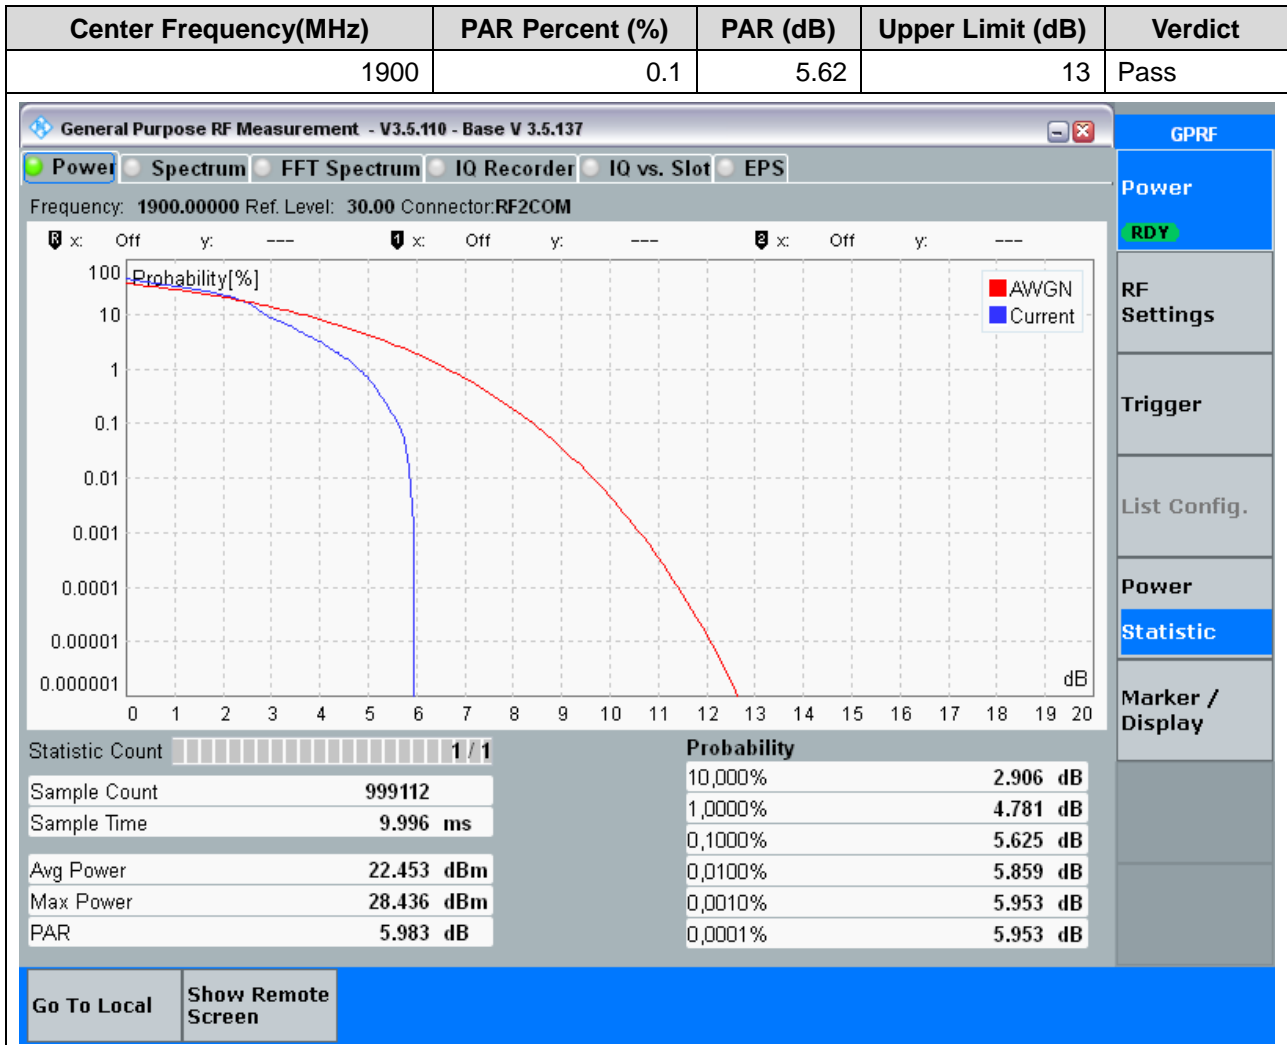 Center Frequency(MHz) PAR Percent (%) PAR (dB) Upper Limit (dB) Verdict
1900 0.1 5.62 13 Pass
General Purpose RF Measurement - V3.5.110 - Base V 3.5.137
GPRF
Power Spectrum FFT Spectrum IQ Recorder IQ vs. Slot EPS
Power
RDY
Frequency: 1900.00000 Ref. Level: 30.00 Connector:RF2COM
R x: Off y: --- 1 x: Off y: --- 2 x: Off y: ---
Probability[%]
AWGN
Current
100
10
1
0.1
0.01
0.001
0.0001
0.00001
0.000001
dB
0 1 2 3 4 5 6 7 8 9 10 11 12 13 14 15 16 17 18 19 20
RF
Settings
Trigger
List Config.
Power
Statistic
Marker /
Display
Statistic Count 1 / 1
Sample Count 999112
Sample Time 9.996 ms
Avg Power 22.453 dBm
Max Power 28.436 dBm
PAR 5.983 dB
Probability
10,000% 2.906 dB
1,0000% 4.781 dB
0,1000% 5.625 dB
0,0100% 5.859 dB
0,0010% 5.953 dB
0,0001% 5.953 dB
Go To Local
Show Remote
Screen